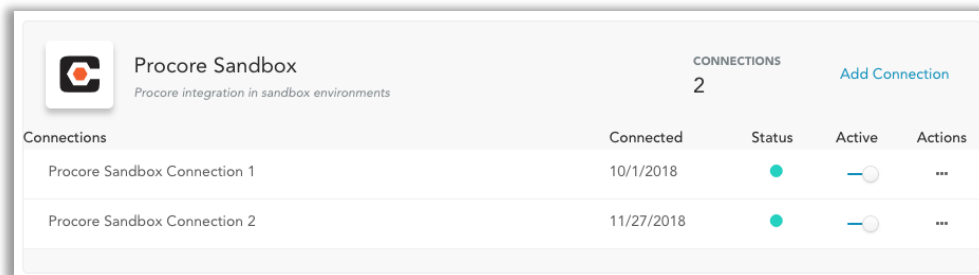 Procore Sandbox
Procore integration in sandbox environments
CONNECTIONS
2
Add Connection
Connections Connected Status Active Actions
Procore Sandbox Connection 1 10/1/2018
Procore Sandbox Connection 2 11/27/2018